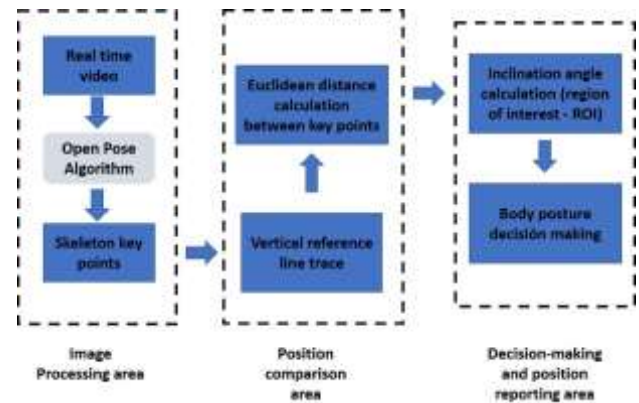 Real time
video
Open Pose
Algorithm
Skeleton key
points
Euclidean distance
calculation
between key points
Vertical reference
line trace
Inclination angle
calculation (region
of interest - ROI)
Body posture
decisión making
Image
Processing area
Position
comparison
area
Decision-making
and position
reporting area